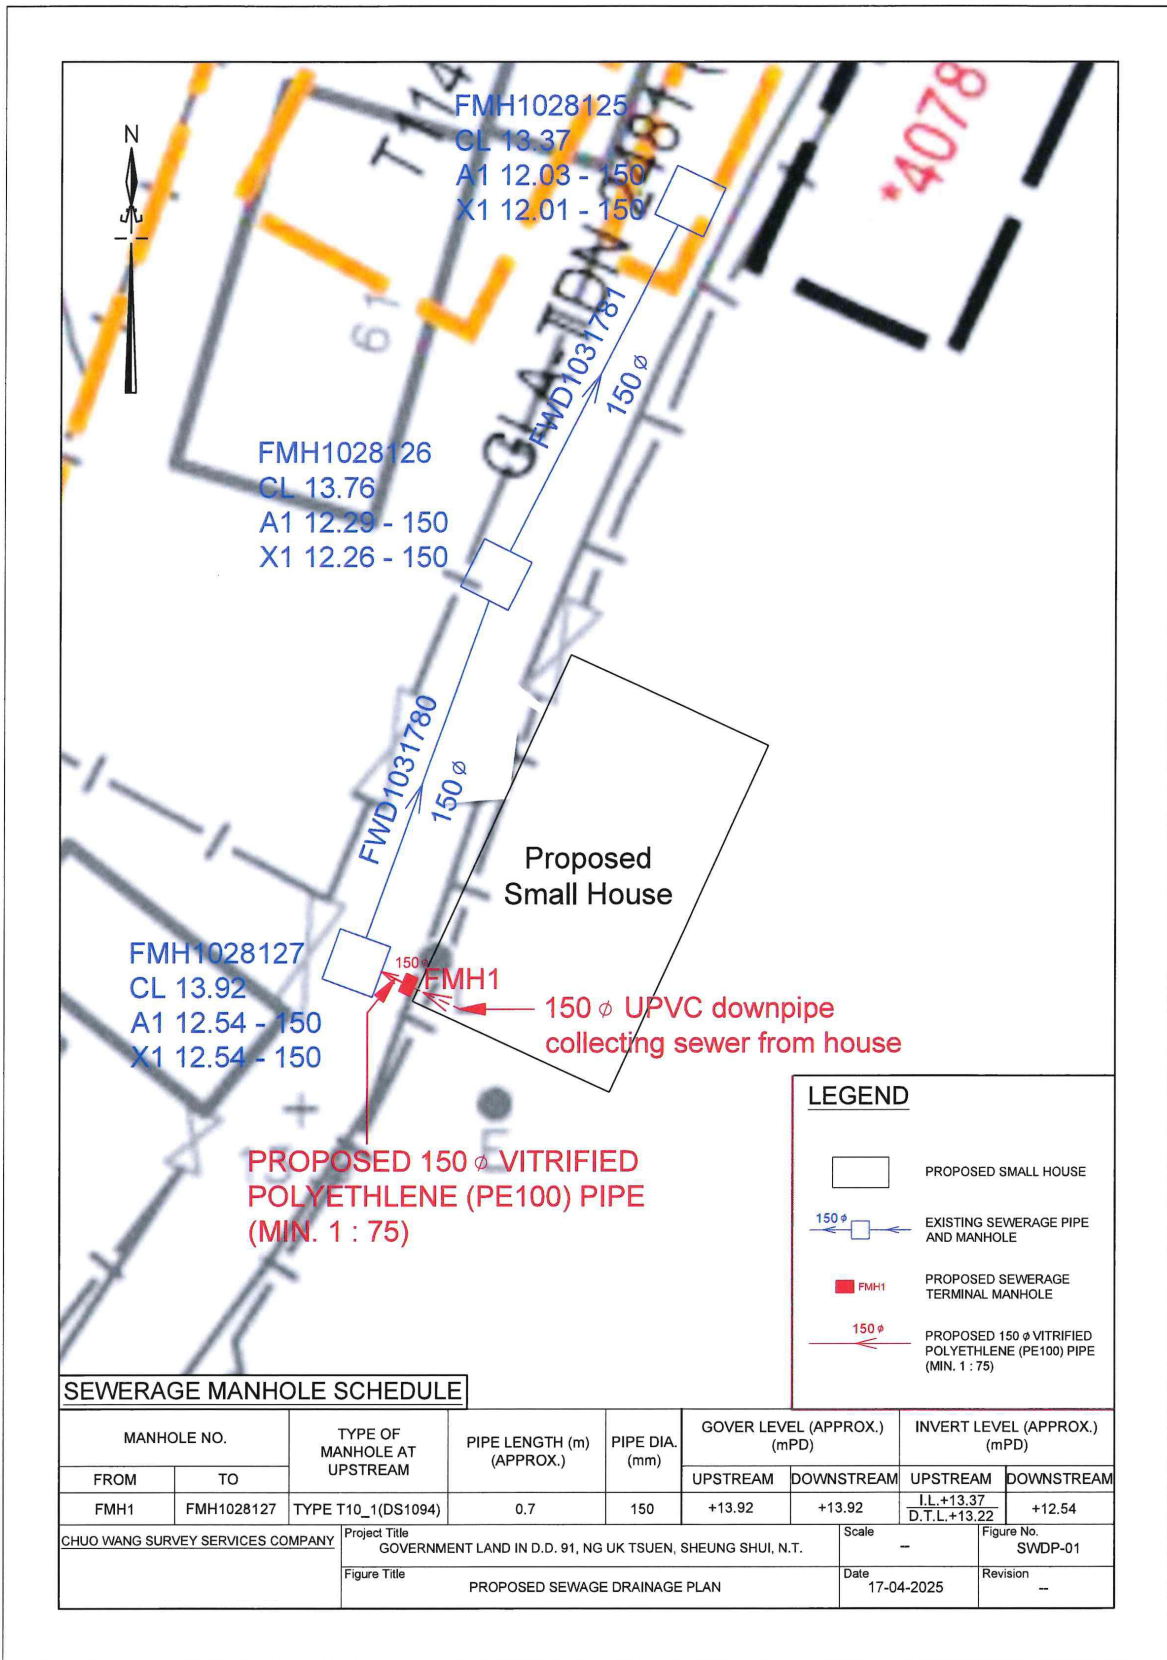 N
T114
FMH1028125
CL 13.37
A1 12.03 - 150
X1 12.01 - 150
*4078
61
GLA-TDN 2481
FWD1031781
150 ø
FMH1028126
CL 13.76
A1 12.29 - 150
X1 12.26 - 150
FWD1031780
150 ø
Proposed
Small House
FMH1028127
CL 13.92
A1 12.54 - 150
X1 12.54 - 150
150 ø
FMH1
150 ø UPVC downpipe
collecting sewer from house
PROPOSED 150 ø VITRIFIED
POLYETHLENE (PE100) PIPE
(MIN. 1 : 75)
LEGEND
PROPOSED SMALL HOUSE
150 ø
EXISTING SEWERAGE PIPE
AND MANHOLE
FMH1
PROPOSED SEWERAGE
TERMINAL MANHOLE
150 ø
PROPOSED 150 ø VITRIFIED
POLYETHLENE (PE100) PIPE
(MIN. 1 : 75)
SEWERAGE MANHOLE SCHEDULE
MANHOLE NO.
TYPE OF
MANHOLE AT
UPSTREAM
PIPE LENGTH (m)
(APPROX.)
PIPE DIA.
(mm)
GOVER LEVEL (APPROX.)
(mPD)
INVERT LEVEL (APPROX.)
(mPD)
FROM TO UPSTREAM DOWNSTREAM UPSTREAM DOWNSTREAM
FMH1 FMH1028127 TYPE T10_1(DS1094) 0.7 150 +13.92 +13.92 I.L.+13.37 +12.54
D.T.L.+13.22
CHUO WANG SURVEY SERVICES COMPANY
Project Title
GOVERNMENT LAND IN D.D. 91, NG UK TSUEN, SHEUNG SHUI, N.T.
Scale
--
Figure No.
SWDP-01
Figure Title
PROPOSED SEWAGE DRAINAGE PLAN
Date
17-04-2025
Revision
--